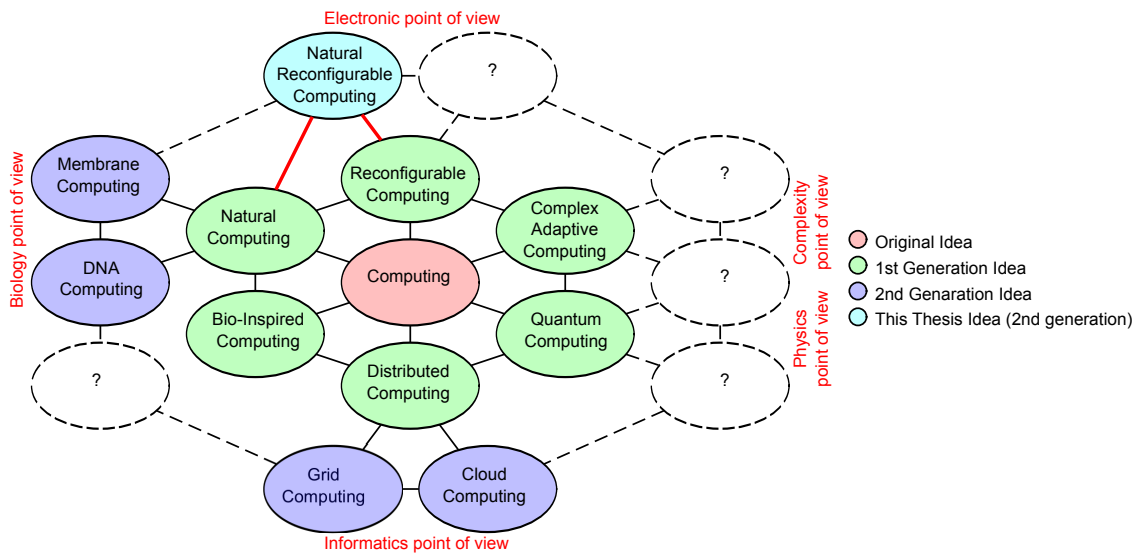 Electronic point of view
Natural
Reconfigurable
Computing
?
Membrane
Computing
Reconfigurable
Computing
?
Biology point of view
Natural
Computing
Complex
Adaptive
Computing
Complexity
point of view
DNA
Computing
Computing
?
Bio-Inspired
Computing
Quantum
Computing
Physics
point of view
?
Distributed
Computing
?
Grid
Computing
Cloud
Computing
Informatics point of view
Original Idea
1st Generation Idea
2nd Genaration Idea
This Thesis Idea (2nd generation)